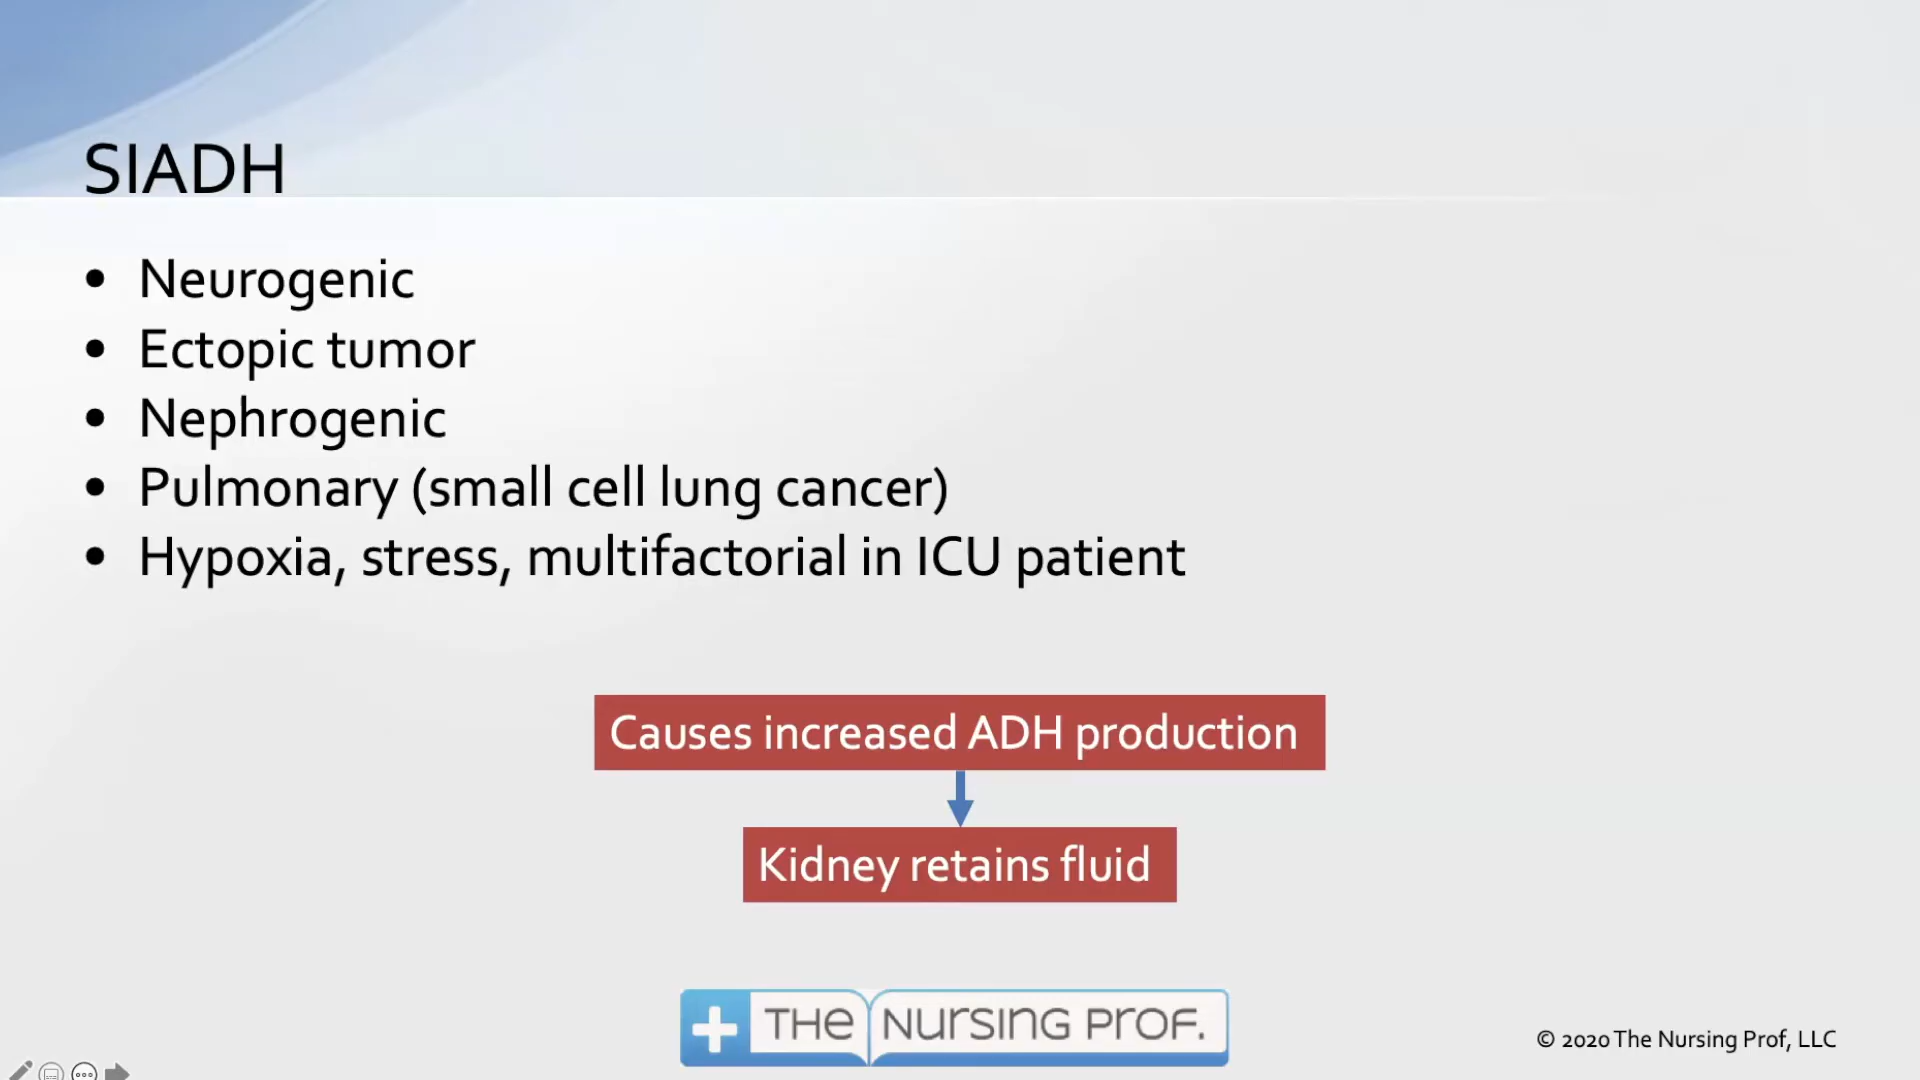 SIADH
• Neurogenic
• Ectopic tumor
• Nephrogenic
• Pulmonary (small cell lung cancer)
• Hypoxia, stress, multifactorial in ICU patient
Causes increased ADH production
Kidney retains fluid
THE NURSING PROF.
© 2020 The Nursing Prof, LLC